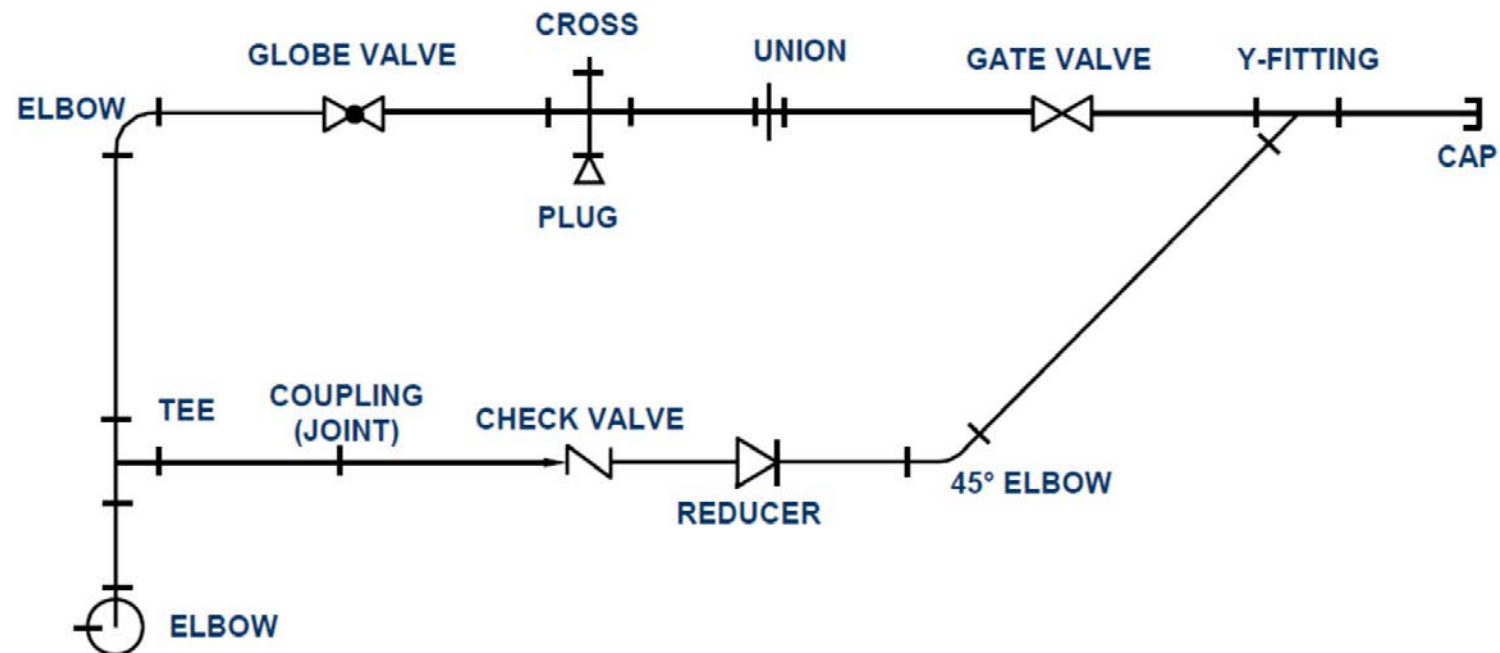 CROSS
GLOBE VALVE
UNION
GATE VALVE
Y-FITTING
ELBOW
CAP
PLUG
TEE
COUPLING
(JOINT)
CHECK VALVE
45° ELBOW
REDUCER
ELBOW